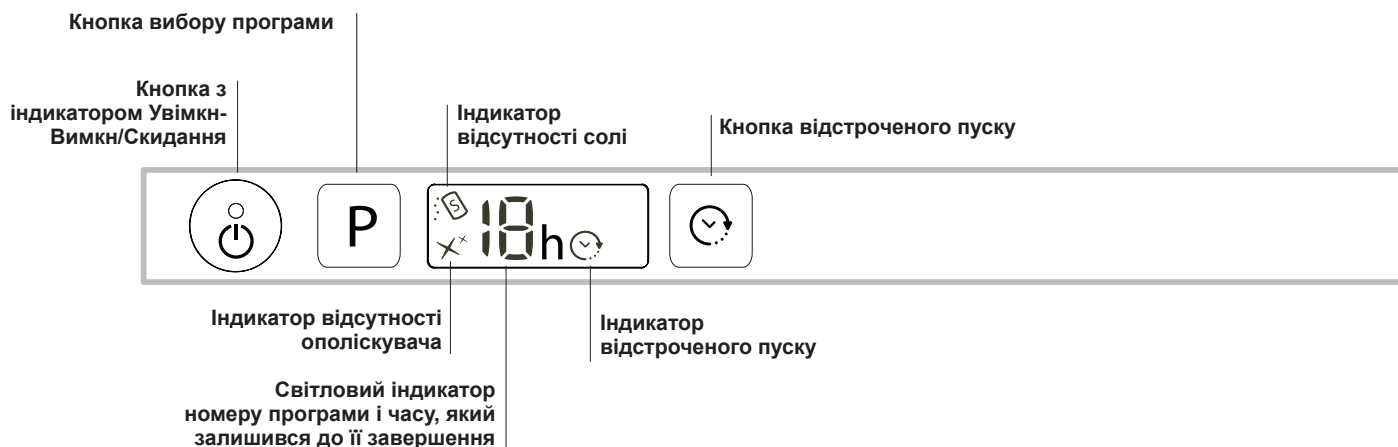 Кнопка вибору програми
Кнопка з
індикатором Увімкн-
Вимкн/Скидання
Індикатор
відсутності солі
Кнопка відстроченого пуску
P
S
18h
Індикатор відсутності
ополіскувача
Індикатор
відстроченого пуску
Світловий індикатор
номеру програми і часу, який
залишився до її завершення